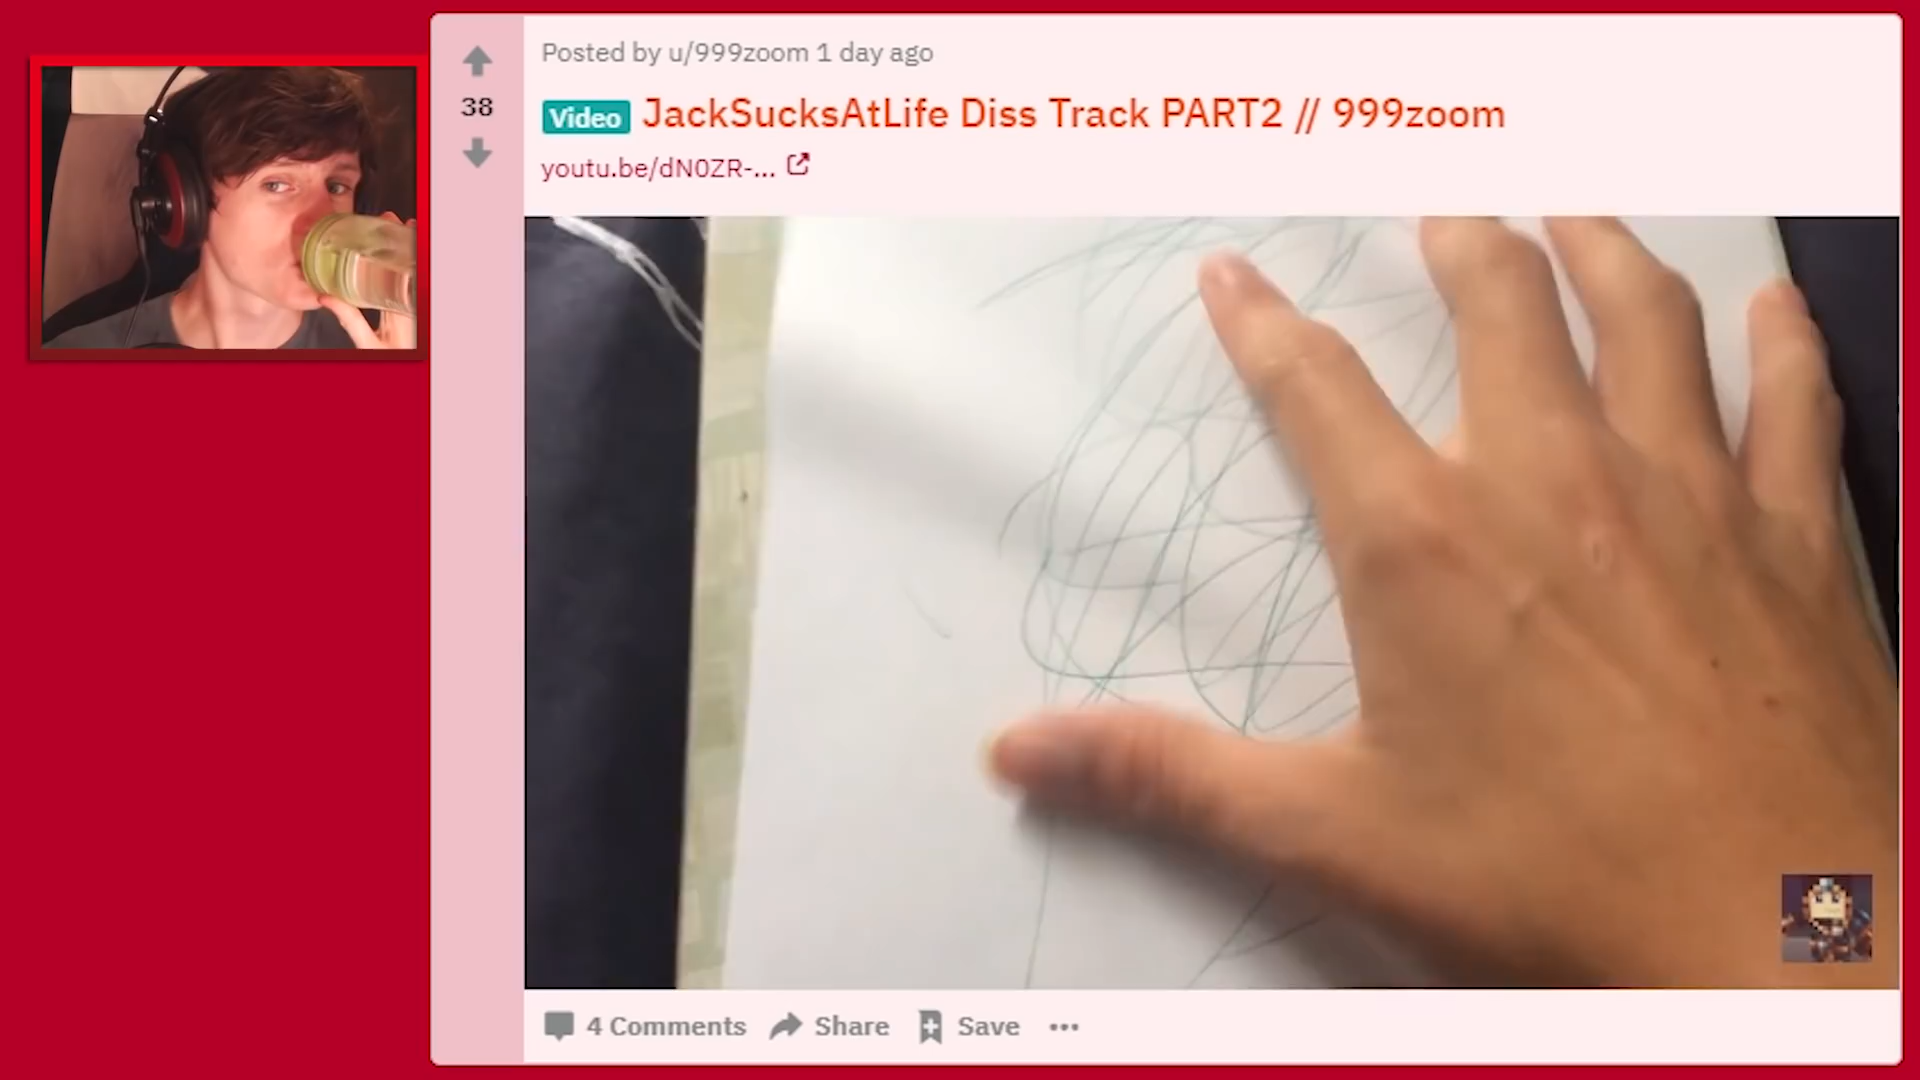 Posted by u/999zoom 1 day ago
38
Video JackSucksAtLife Diss Track PART2 // 999zoom
youtu.be/dN0ZR-...
4 Comments Share Save ...